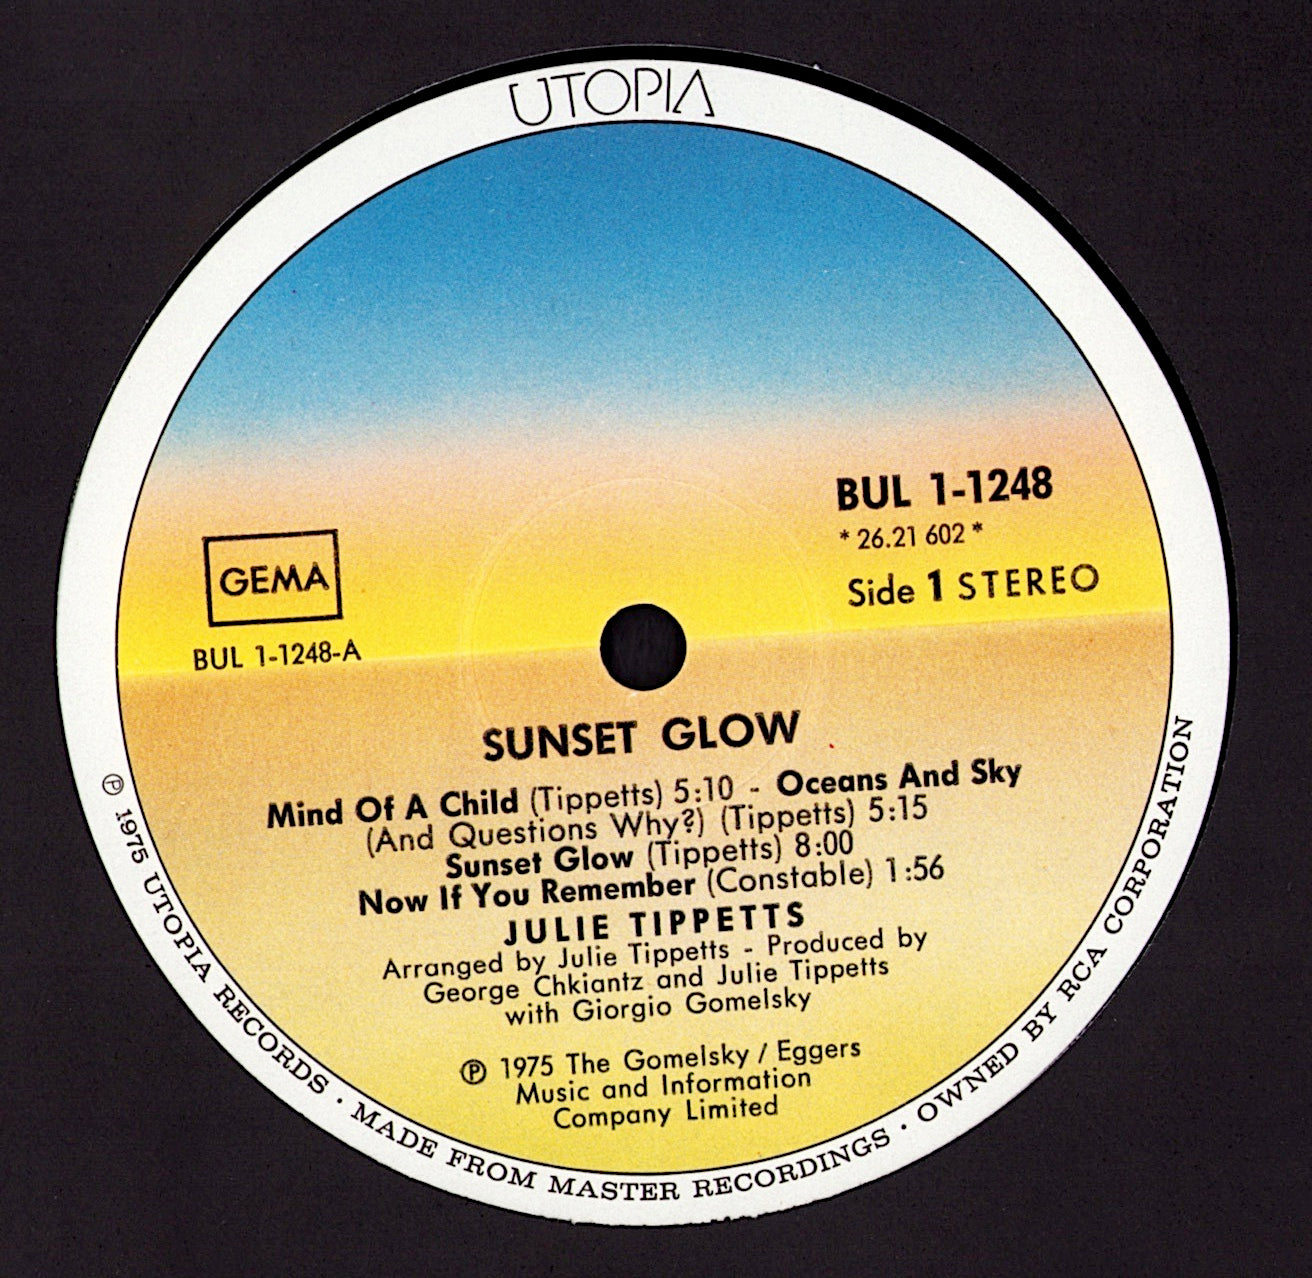 UTOPIA
BUL 1-1248
* 26.21 602 *
Side 1 STEREO
GEMA
BUL 1-1248-A
SUNSET GLOW
Mind Of A Child (Tippetts) 5:10 - Oceans And Sky
(And Questions Why?) (Tippetts) 5:15
Sunset Glow (Tippetts) 8:00
Now If You Remember (Constable) 1:56
JULIE TIPPETTS
Arranged by Julie Tippetts - Produced by
George Chkiantz and Julie Tippetts
with Giorgio Gomelsky
℗ 1975 The Gomelsky / Eggers
Music and Information
Company Limited
℗ 1975 UTOPIA RECORDS · MADE FROM MASTER RECORDINGS · OWNED BY RCA CORPORATION